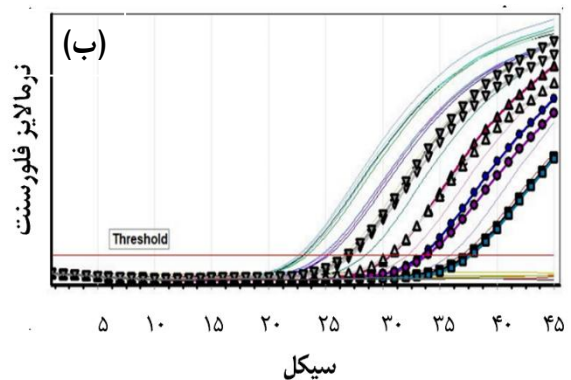 (ب)
نرمالایز فلورسنت
Threshold
۵ ۱۰ ۱۵ ۲۰ ۲۵ ۳۰ ۳۵ ۴۰ ۴۵
سیکل